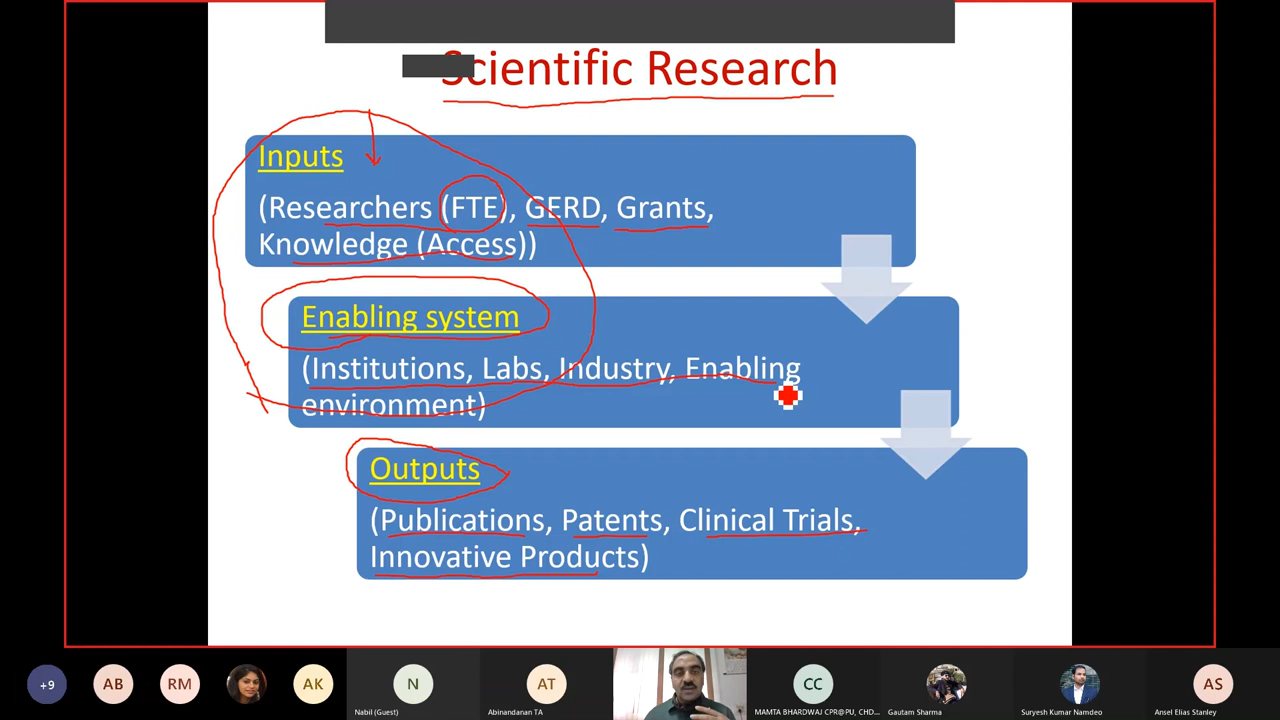 Scientific Research
Inputs
(Researchers (FTE), GERD, Grants,
Knowledge (Access))
Enabling system
(Institutions, Labs, Industry, Enabling
environment)
Outputs
(Publications, Patents, Clinical Trials,
Innovative Products)
+9
AB
RM
AK
N
AT
CC
AS
Nabil (Guest)
Abinandanan TA
MAMTA BHARDWAJ CPR@PU, CHD...
Gautam Sharma
Suryesh Kumar Namdeo
Ansel Elias Stanley